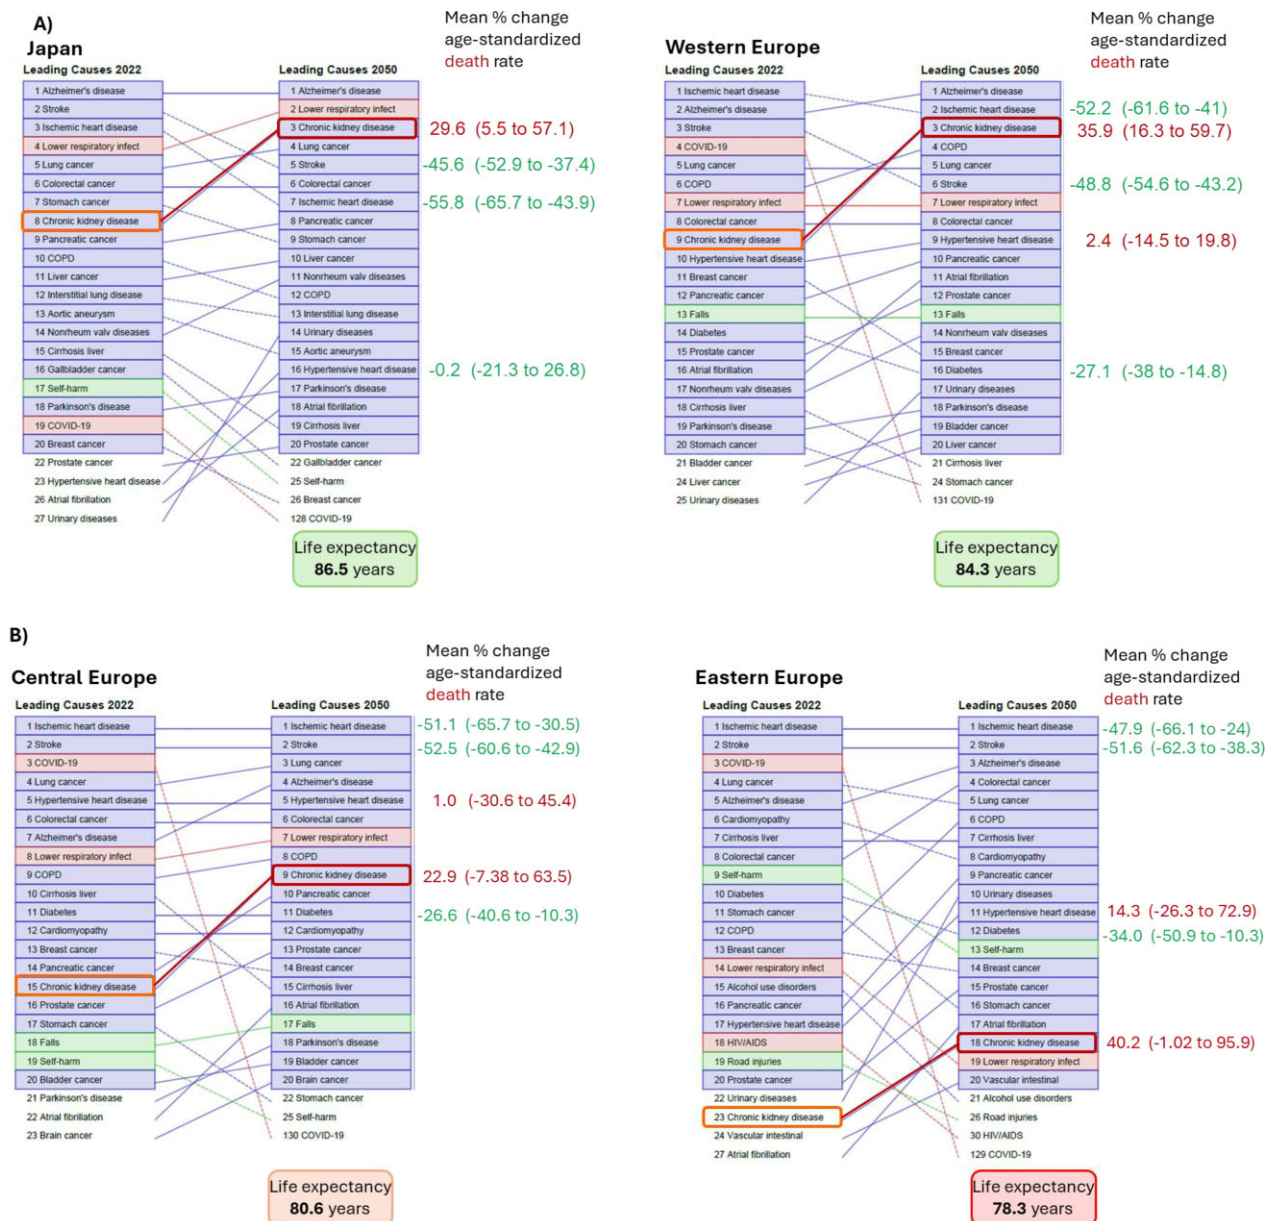 A)
Japan
Mean % change
age-standardized
death rate
Leading Causes 2022
Leading Causes 2050
1 Alzheimer's disease
2 Stroke
3 Ischemic heart disease
4 Lower respiratory infect
5 Lung cancer
6 Colorectal cancer
7 Stomach cancer
8 Chronic kidney disease
9 Pancreatic cancer
10 COPD
11 Liver cancer
12 Interstitial lung disease
13 Aortic aneurysm
14 Nonrheum valv diseases
15 Cirrhosis liver
16 Gallbladder cancer
17 Self-harm
18 Parkinson's disease
19 COVID-19
20 Breast cancer
22 Prostate cancer
23 Hypertensive heart disease
26 Atrial fibrillation
27 Urinary diseases
1 Alzheimer's disease
2 Lower respiratory infect
3 Chronic kidney disease
4 Lung cancer
5 Stroke
6 Colorectal cancer
7 Ischemic heart disease
8 Pancreatic cancer
9 Stomach cancer
10 Liver cancer
11 Nonrheum valv diseases
12 COPD
13 Interstitial lung disease
14 Urinary diseases
15 Aortic aneurysm
16 Hypertensive heart disease
17 Parkinson's disease
18 Atrial fibrillation
19 Cirrhosis liver
20 Prostate cancer
22 Gallbladder cancer
25 Self-harm
26 Breast cancer
128 COVID-19
29.6 (5.5 to 57.1)
-45.6 (-52.9 to -37.4)
-55.8 (-65.7 to -43.9)
-0.2 (-21.3 to 26.8)
Life expectancy
86.5 years
Western Europe
Mean % change
age-standardized
death rate
Leading Causes 2022
Leading Causes 2050
1 Ischemic heart disease
2 Alzheimer's disease
3 Stroke
4 COVID-19
5 Lung cancer
6 COPD
7 Lower respiratory infect
8 Colorectal cancer
9 Chronic kidney disease
10 Hypertensive heart disease
11 Breast cancer
12 Pancreatic cancer
13 Falls
14 Diabetes
15 Prostate cancer
16 Atrial fibrillation
17 Nonrheum valv diseases
18 Cirrhosis liver
19 Parkinson's disease
20 Stomach cancer
21 Bladder cancer
24 Liver cancer
25 Urinary diseases
1 Alzheimer's disease
2 Ischemic heart disease
3 Chronic kidney disease
4 COPD
5 Lung cancer
6 Stroke
7 Lower respiratory infect
8 Colorectal cancer
9 Hypertensive heart disease
10 Pancreatic cancer
11 Atrial fibrillation
12 Prostate cancer
13 Falls
14 Nonrheum valv diseases
15 Breast cancer
16 Diabetes
17 Urinary diseases
18 Parkinson's disease
19 Bladder cancer
20 Liver cancer
21 Cirrhosis liver
24 Stomach cancer
131 COVID-19
-52.2 (-61.6 to -41)
35.9 (16.3 to 59.7)
-48.8 (-54.6 to -43.2)
2.4 (-14.5 to 19.8)
-27.1 (-38 to -14.8)
Life expectancy
84.3 years
B)
Central Europe
Mean % change
age-standardized
death rate
Leading Causes 2022
Leading Causes 2050
1 Ischemic heart disease
2 Stroke
3 COVID-19
4 Lung cancer
5 Hypertensive heart disease
6 Colorectal cancer
7 Alzheimer's disease
8 Lower respiratory infect
9 COPD
10 Cirrhosis liver
11 Diabetes
12 Cardiomyopathy
13 Breast cancer
14 Pancreatic cancer
15 Chronic kidney disease
16 Prostate cancer
17 Stomach cancer
18 Falls
19 Self-harm
20 Bladder cancer
21 Parkinson's disease
22 Atrial fibrillation
23 Brain cancer
1 Ischemic heart disease
2 Stroke
3 Lung cancer
4 Alzheimer's disease
5 Hypertensive heart disease
6 Colorectal cancer
7 Lower respiratory infect
8 COPD
9 Chronic kidney disease
10 Pancreatic cancer
11 Diabetes
12 Cardiomyopathy
13 Prostate cancer
14 Breast cancer
15 Cirrhosis liver
16 Atrial fibrillation
17 Falls
18 Parkinson's disease
19 Bladder cancer
20 Brain cancer
22 Stomach cancer
25 Self-harm
130 COVID-19
-51.1 (-65.7 to -30.5)
-52.5 (-60.6 to -42.9)
1.0 (-30.6 to 45.4)
22.9 (-7.38 to 63.5)
-26.6 (-40.6 to -10.3)
Life expectancy
80.6 years
Eastern Europe
Mean % change
age-standardized
death rate
Leading Causes 2022
Leading Causes 2050
1 Ischemic heart disease
2 Stroke
3 COVID-19
4 Lung cancer
5 Alzheimer's disease
6 Cardiomyopathy
7 Cirrhosis liver
8 Colorectal cancer
9 Self-harm
10 Diabetes
11 Stomach cancer
12 COPD
13 Breast cancer
14 Lower respiratory infect
15 Alcohol use disorders
16 Pancreatic cancer
17 Hypertensive heart disease
18 HIV/AIDS
19 Road injuries
20 Prostate cancer
22 Urinary diseases
23 Chronic kidney disease
24 Vascular intestinal
27 Atrial fibrillation
1 Ischemic heart disease
2 Stroke
3 Alzheimer's disease
4 Colorectal cancer
5 Lung cancer
6 COPD
7 Cirrhosis liver
8 Cardiomyopathy
9 Pancreatic cancer
10 Urinary diseases
11 Hypertensive heart disease
12 Diabetes
13 Self-harm
14 Breast cancer
15 Prostate cancer
16 Stomach cancer
17 Atrial fibrillation
18 Chronic kidney disease
19 Lower respiratory infect
20 Vascular intestinal
21 Alcohol use disorders
26 Road injuries
30 HIV/AIDS
129 COVID-19
-47.9 (-66.1 to -24)
-51.6 (-62.3 to -38.3)
14.3 (-26.3 to 72.9)
-34.0 (-50.9 to -10.3)
40.2 (-1.02 to 95.9)
Life expectancy
78.3 years